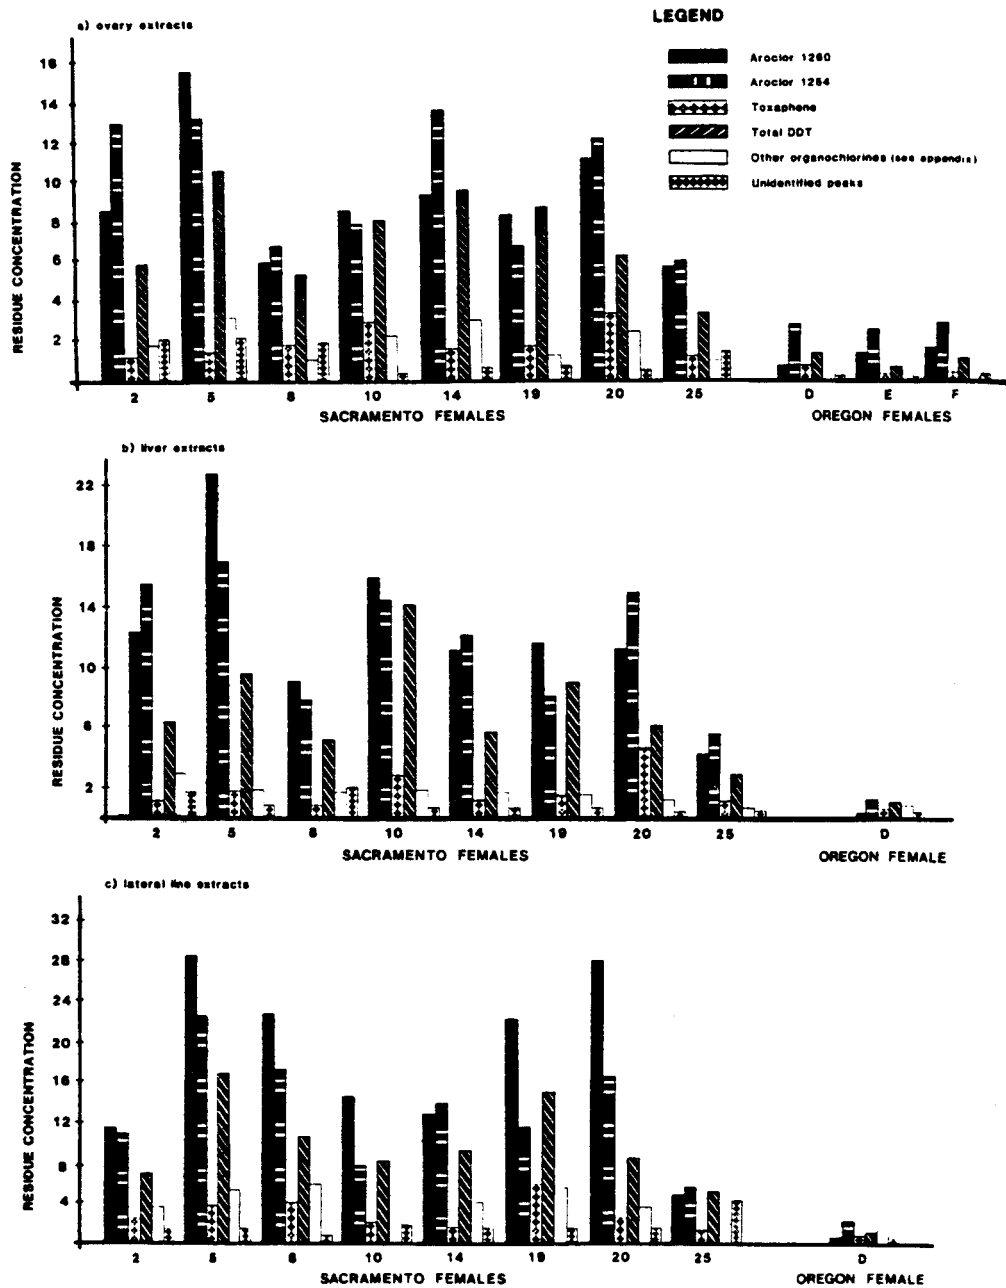 LEGEND
Aroclor 1260
Aroclor 1254
Toxaphene
Total DDT
Other organochlorines (see appendix)
Unidentified peaks
a) ovary extracts
RESIDUE CONCENTRATION
16
14
12
10
8
6
4
2
2 5 8 10 14 19 20 25 D E F
SACRAMENTO FEMALES OREGON FEMALES
b) liver extracts
RESIDUE CONCENTRATION
22
18
14
10
6
2
2 5 8 10 14 19 20 25 D
SACRAMENTO FEMALES OREGON FEMALE
c) lateral line extracts
RESIDUE CONCENTRATION
32
28
24
20
16
12
8
4
2 5 8 10 14 19 20 25 D
SACRAMENTO FEMALES OREGON FEMALE